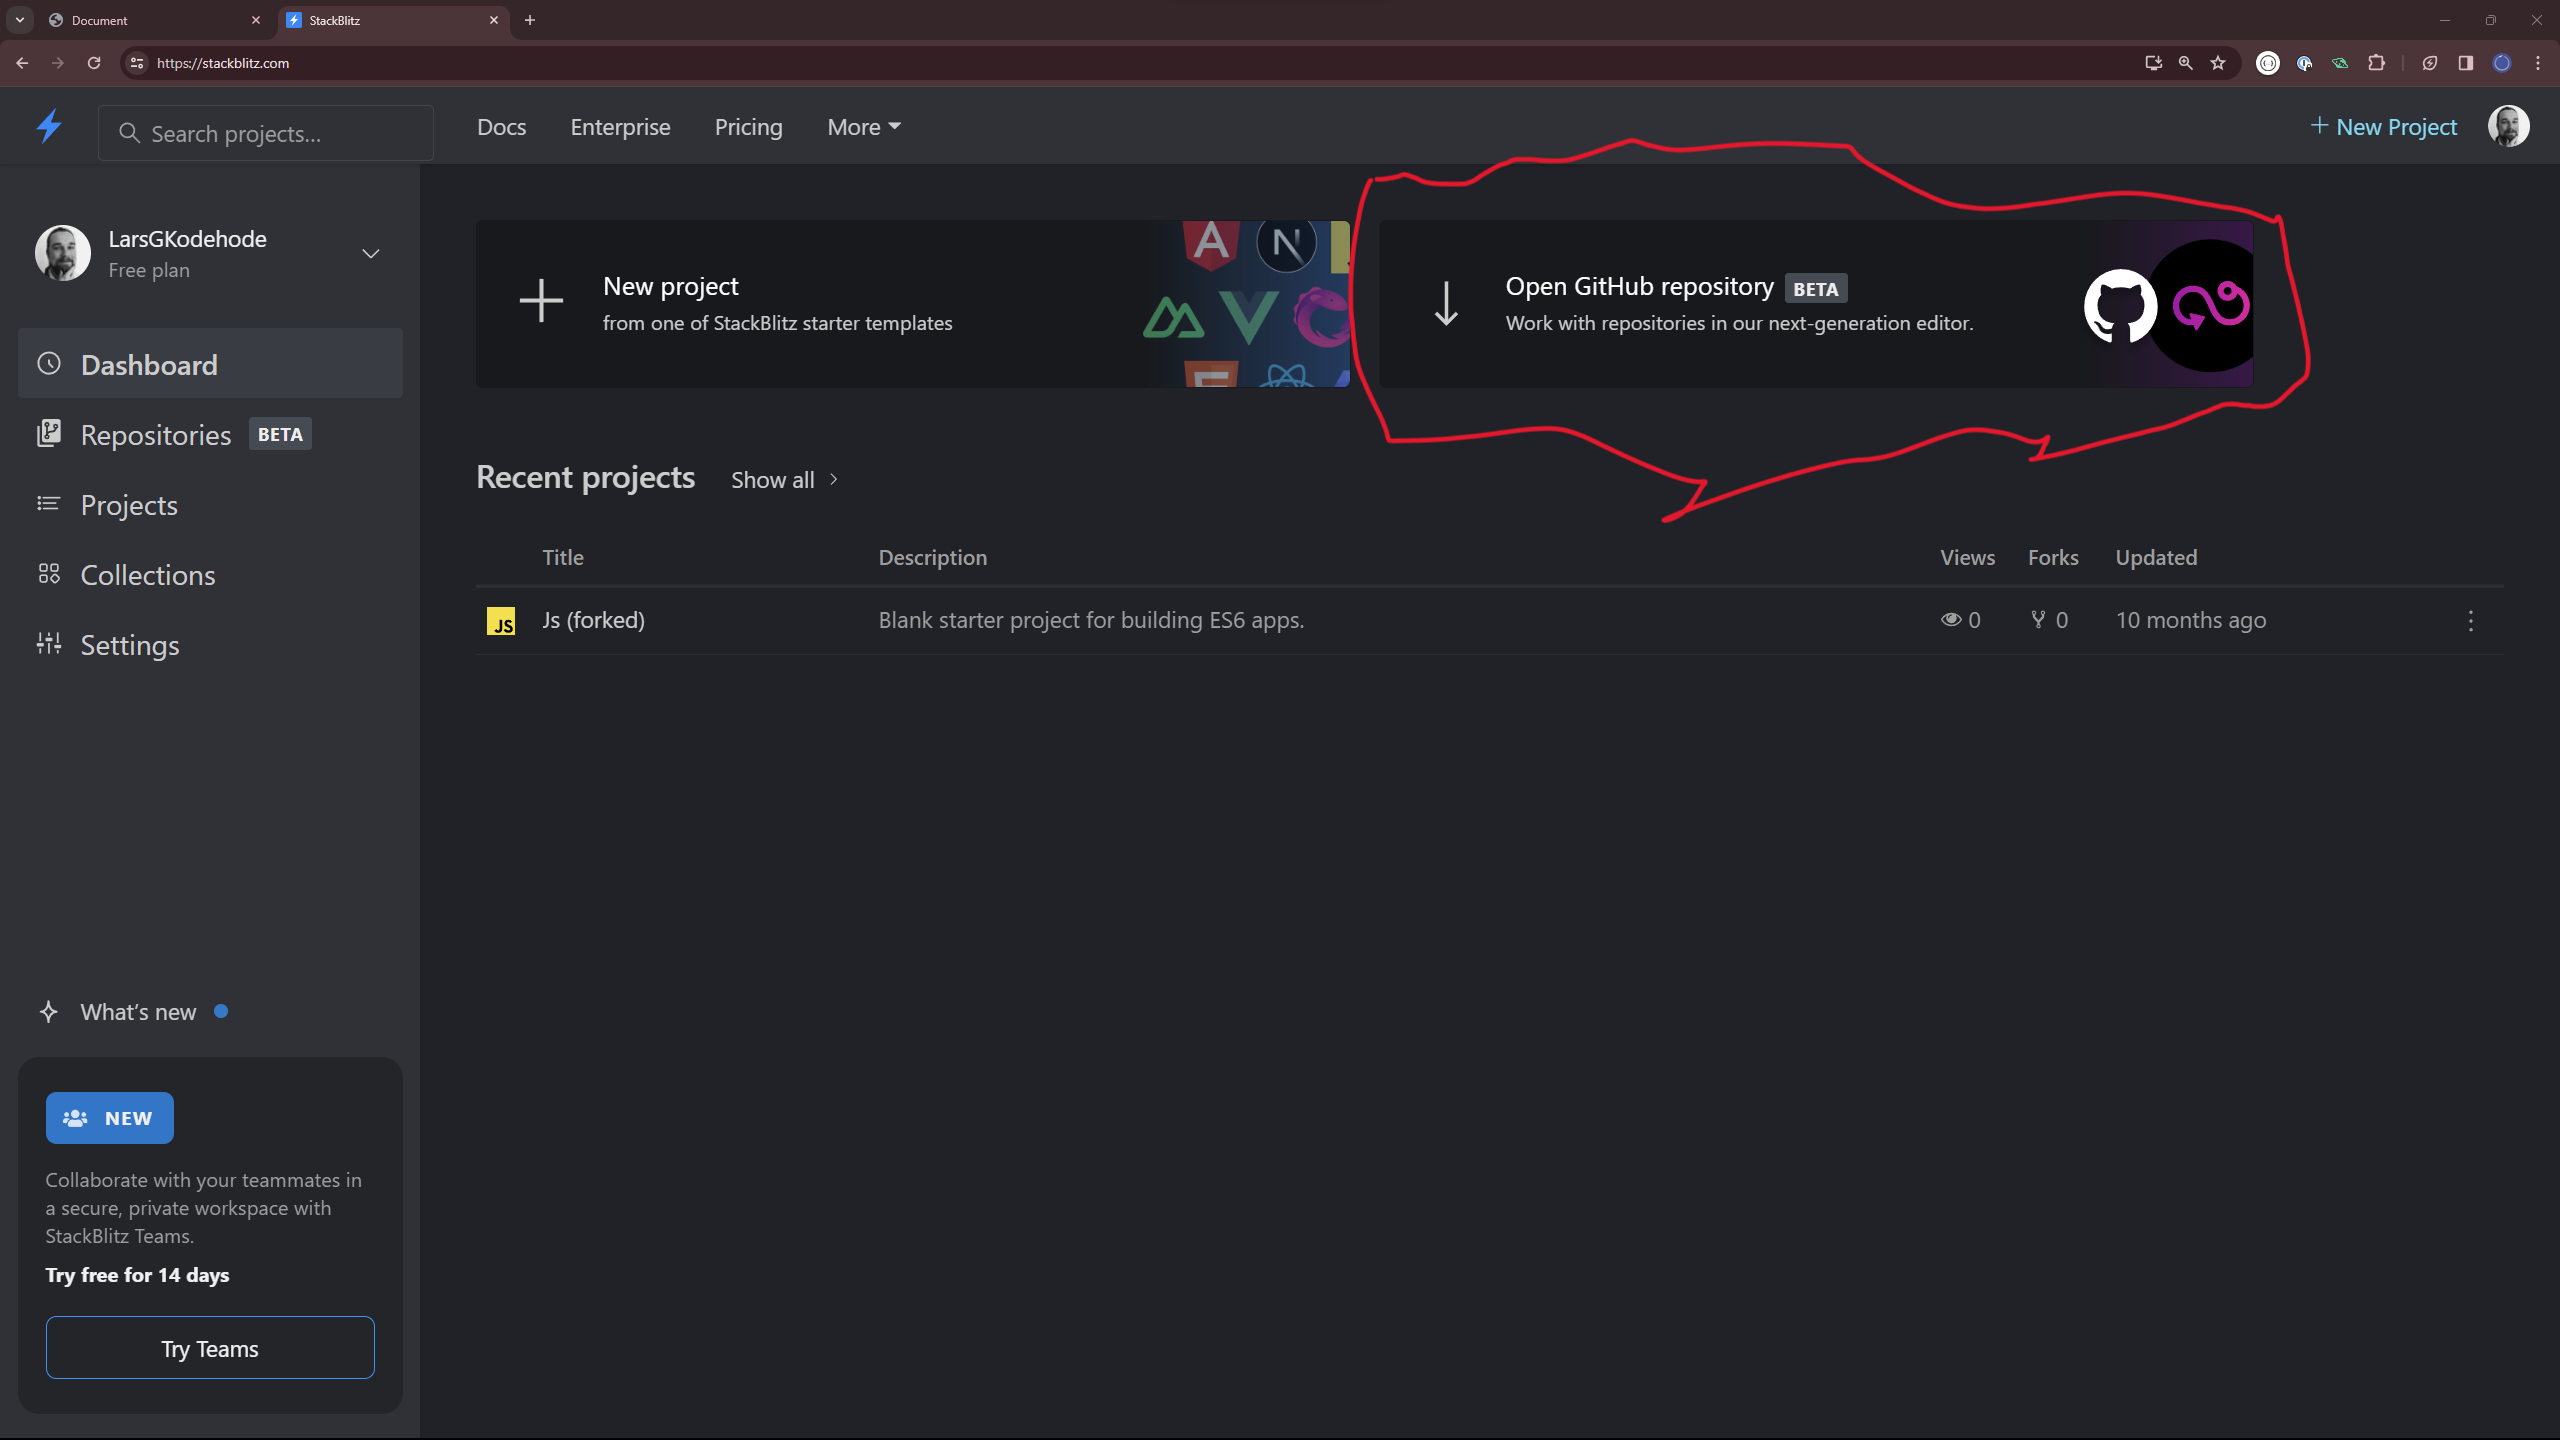 Document
StackBlitz
https://stackblitz.com
Search projects...
Docs
Enterprise
Pricing
More
New Project
LarsGKodehode
Free plan
Dashboard
Repositories BETA
Projects
Collections
Settings
What's new
NEW
Collaborate with your teammates in
a secure, private workspace with
StackBlitz Teams.
Try free for 14 days
Try Teams
New project
from one of StackBlitz starter templates
Open GitHub repository BETA
Work with repositories in our next-generation editor.
Recent projects Show all
Title Description Views Forks Updated
JS Js (forked) Blank starter project for building ES6 apps. 0 0 10 months ago